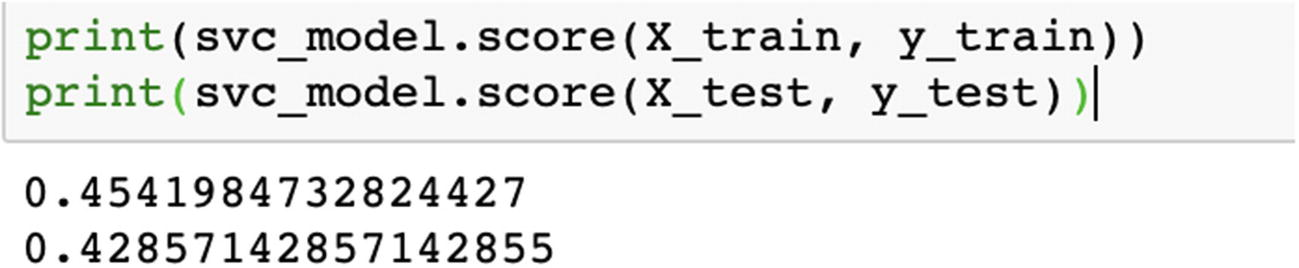 print(svc_model.score(X_train, y_train))
print(svc_model.score(X_test, y_test))
0.4541984732824427
0.42857142857142855